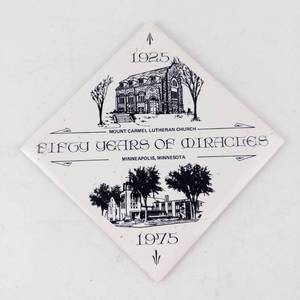 1925
MOUNT CARMEL LUTHERAN CHURCH
FIFTY YEARS OF MIRACLES
MINNEAPOLIS, MINNESOTA
1975